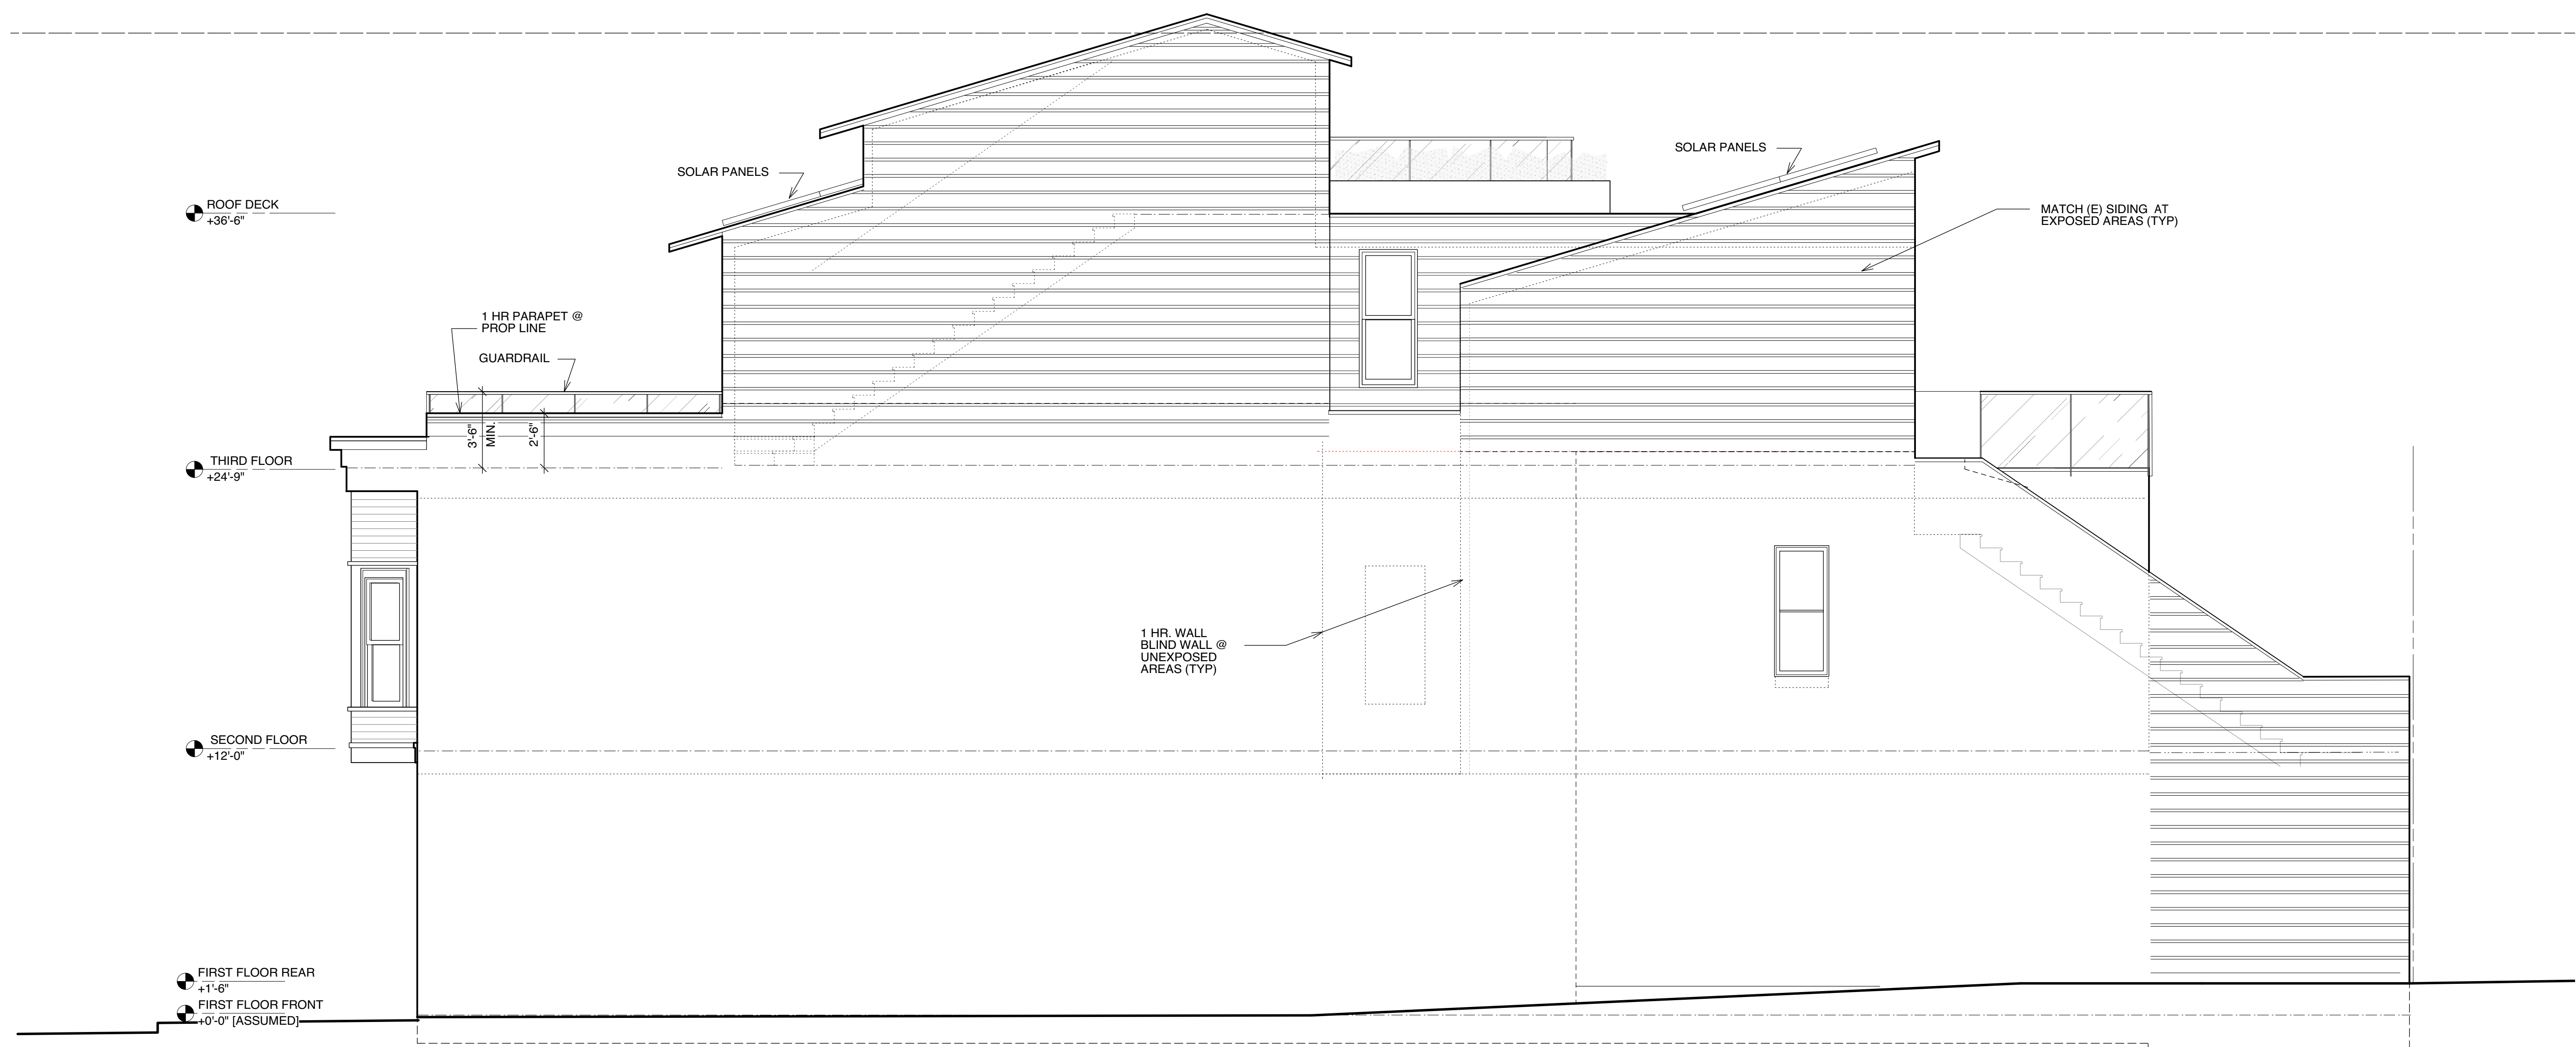 SOLAR PANELS
SOLAR PANELS
ROOF DECK
+36'-6"
MATCH (E) SIDING AT
EXPOSED AREAS (TYP)
1 HR PARAPET @
PROP LINE
GUARDRAIL
3'-6"
MIN.
2'-6"
THIRD FLOOR
+24'-9"
1 HR. WALL
BLIND WALL @
UNEXPOSED
AREAS (TYP)
SECOND FLOOR
+12'-0"
FIRST FLOOR REAR
+1'-6"
FIRST FLOOR FRONT
+0'-0" [ASSUMED]